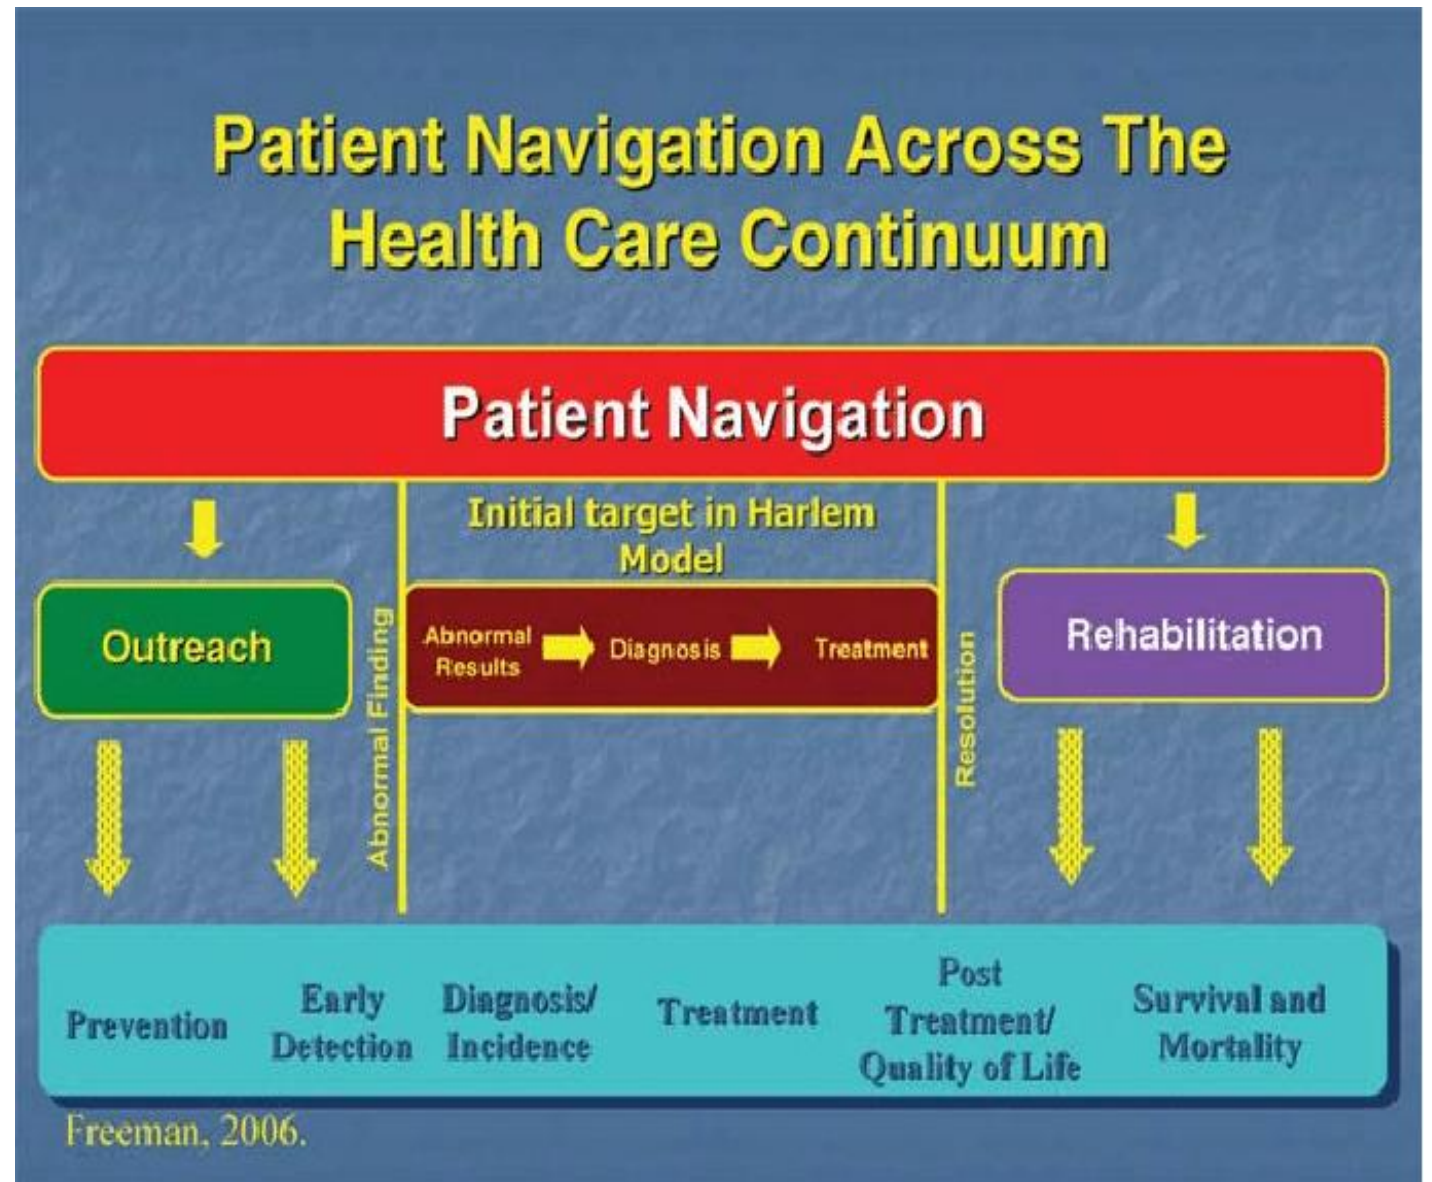 Patient Navigation Across The
Health Care Continuum
Patient Navigation
Initial target in Harlem
Model
Outreach
Abnormal Finding
Abnormal
Results
Diagnosis
Treatment
Resolution
Rehabilitation
Prevention
Early
Detection
Diagnosis/
Incidence
Treatment
Post
Treatment/
Quality of Life
Survival and
Mortality
Freeman, 2006.